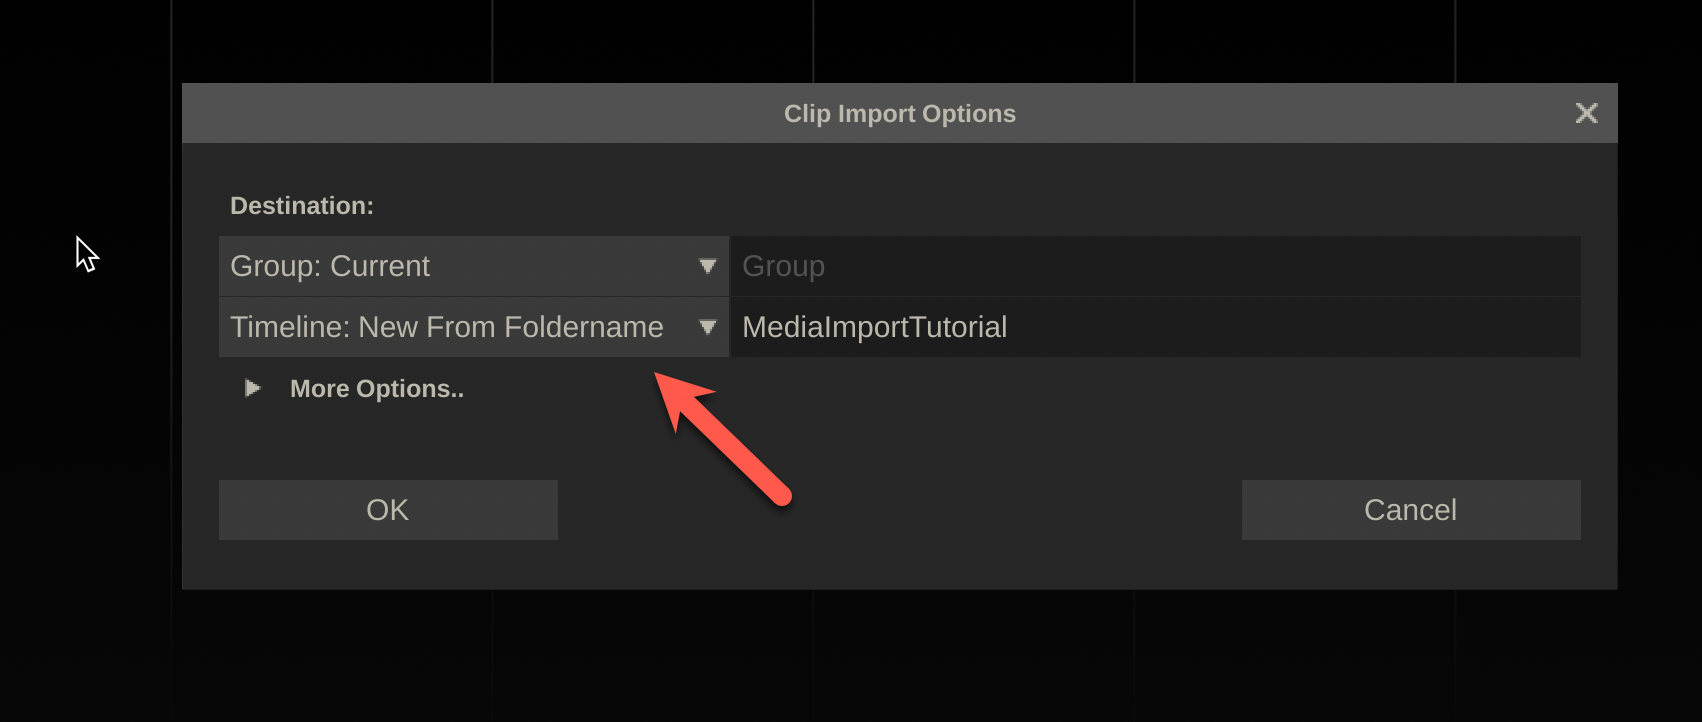 Clip Import Options
Destination:
Group: Current
Group
Timeline: New From Foldername
MediaImportTutorial
More Options..
OK
Cancel